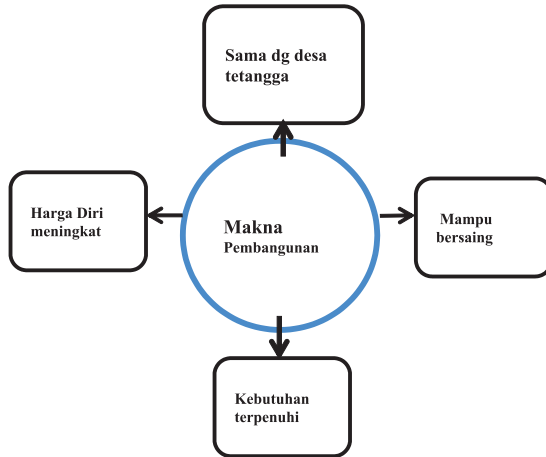 Sama dg desa
tetangga
Harga Diri
meningkat
Makna
Pembangunan
Mampu
bersaing
Kebutuhan
terpenuhi